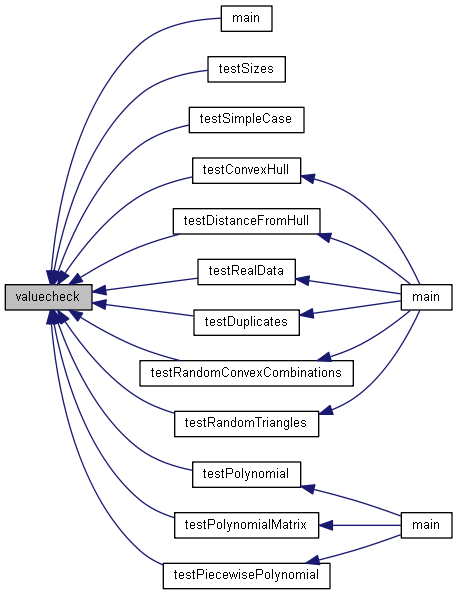 main
testSizes
testSimpleCase
testConvexHull
testDistanceFromHull
testRealData
valuecheck
main
testDuplicates
testRandomConvexCombinations
testRandomTriangles
testPolynomial
testPolynomialMatrix
main
testPiecewisePolynomial